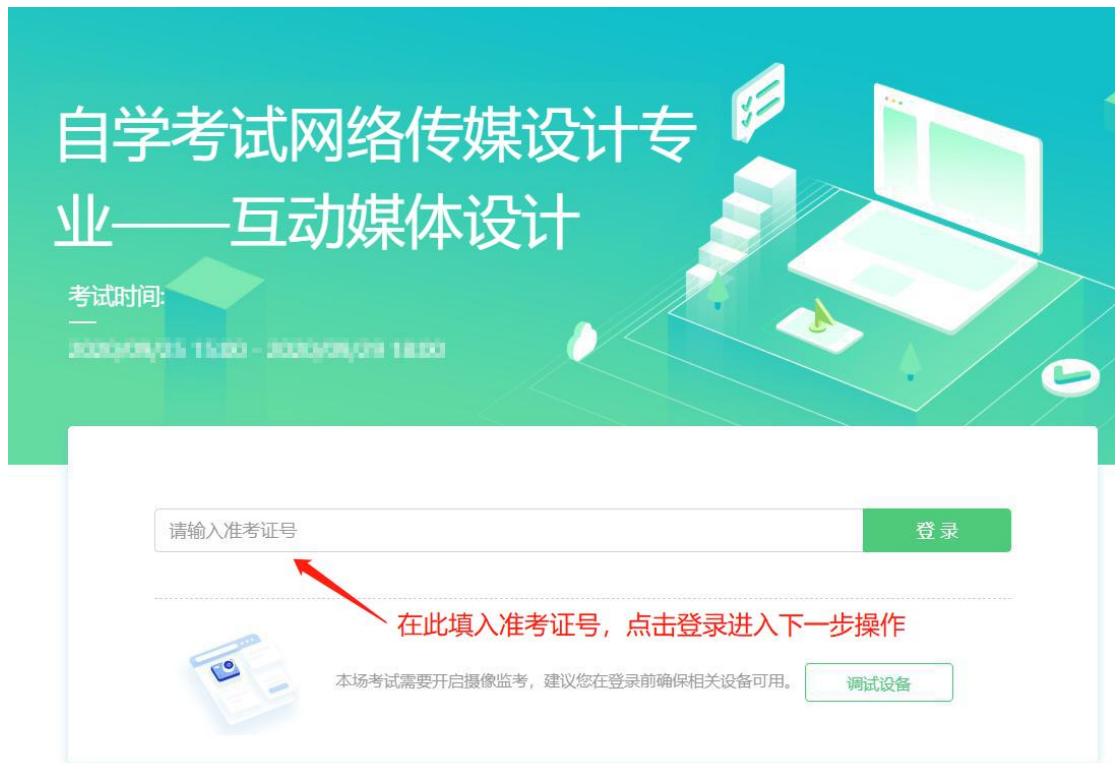 自学考试网络传媒设计专
业——互动媒体设计
考试时间:
请输入准考证号
登录
在此填入准考证号，点击登录进入下一步操作
本场考试需要开启摄像监考，建议您在登录前确保相关设备可用。
调试设备